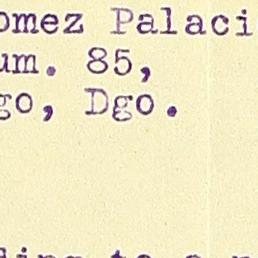 omez Palaci
um. 85,
go, Dgo.